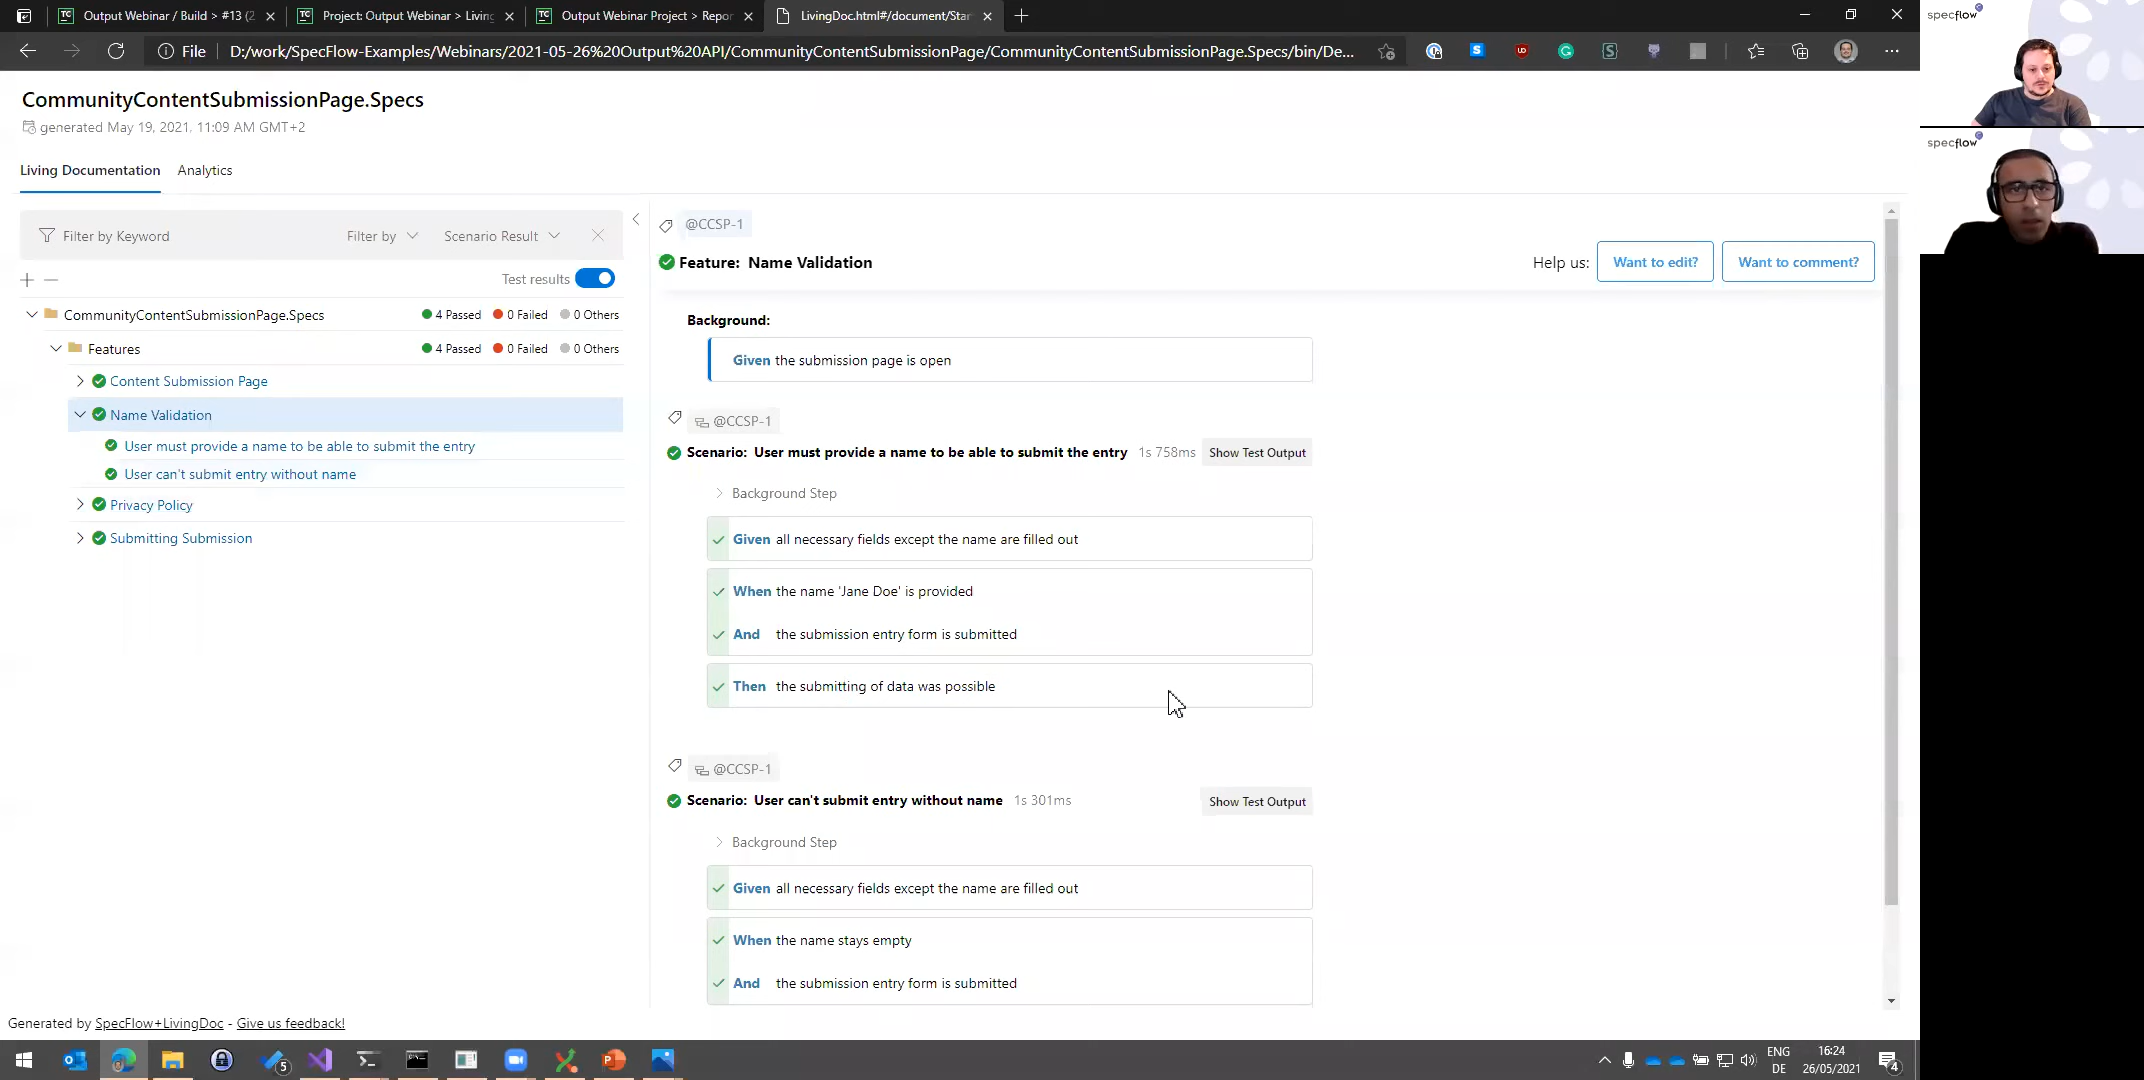 Output Webinar / Build > #13 (2
Project: Output Webinar > Living
Output Webinar Project > Repor
LivingDoc.html#/document/Star
File
D:/work/SpecFlow-Examples/Webinars/2021-05-26%20Output%20API/CommunityContentSubmissionPage/CommunityContentSubmissionPage.Specs/bin/De...
specflow
specflow
CommunityContentSubmissionPage.Specs
generated May 19, 2021, 11:09 AM GMT+2
Living Documentation
Analytics
Filter by Keyword
Filter by
Scenario Result
Test results
CommunityContentSubmissionPage.Specs 4 Passed 0 Failed 0 Others
Features 4 Passed 0 Failed 0 Others
Content Submission Page
Name Validation
User must provide a name to be able to submit the entry
User can't submit entry without name
Privacy Policy
Submitting Submission
@CCSP-1
Feature: Name Validation
Help us:
Want to edit?
Want to comment?
Background:
Given the submission page is open
@CCSP-1
Scenario: User must provide a name to be able to submit the entry 1s 758ms Show Test Output
Background Step
Given all necessary fields except the name are filled out
When the name 'Jane Doe' is provided
And the submission entry form is submitted
Then the submitting of data was possible
@CCSP-1
Scenario: User can't submit entry without name 1s 301ms Show Test Output
Background Step
Given all necessary fields except the name are filled out
When the name stays empty
And the submission entry form is submitted
Generated by SpecFlow+LivingDoc - Give us feedback!
5
ENG
DE
16:24
26/05/2021
4